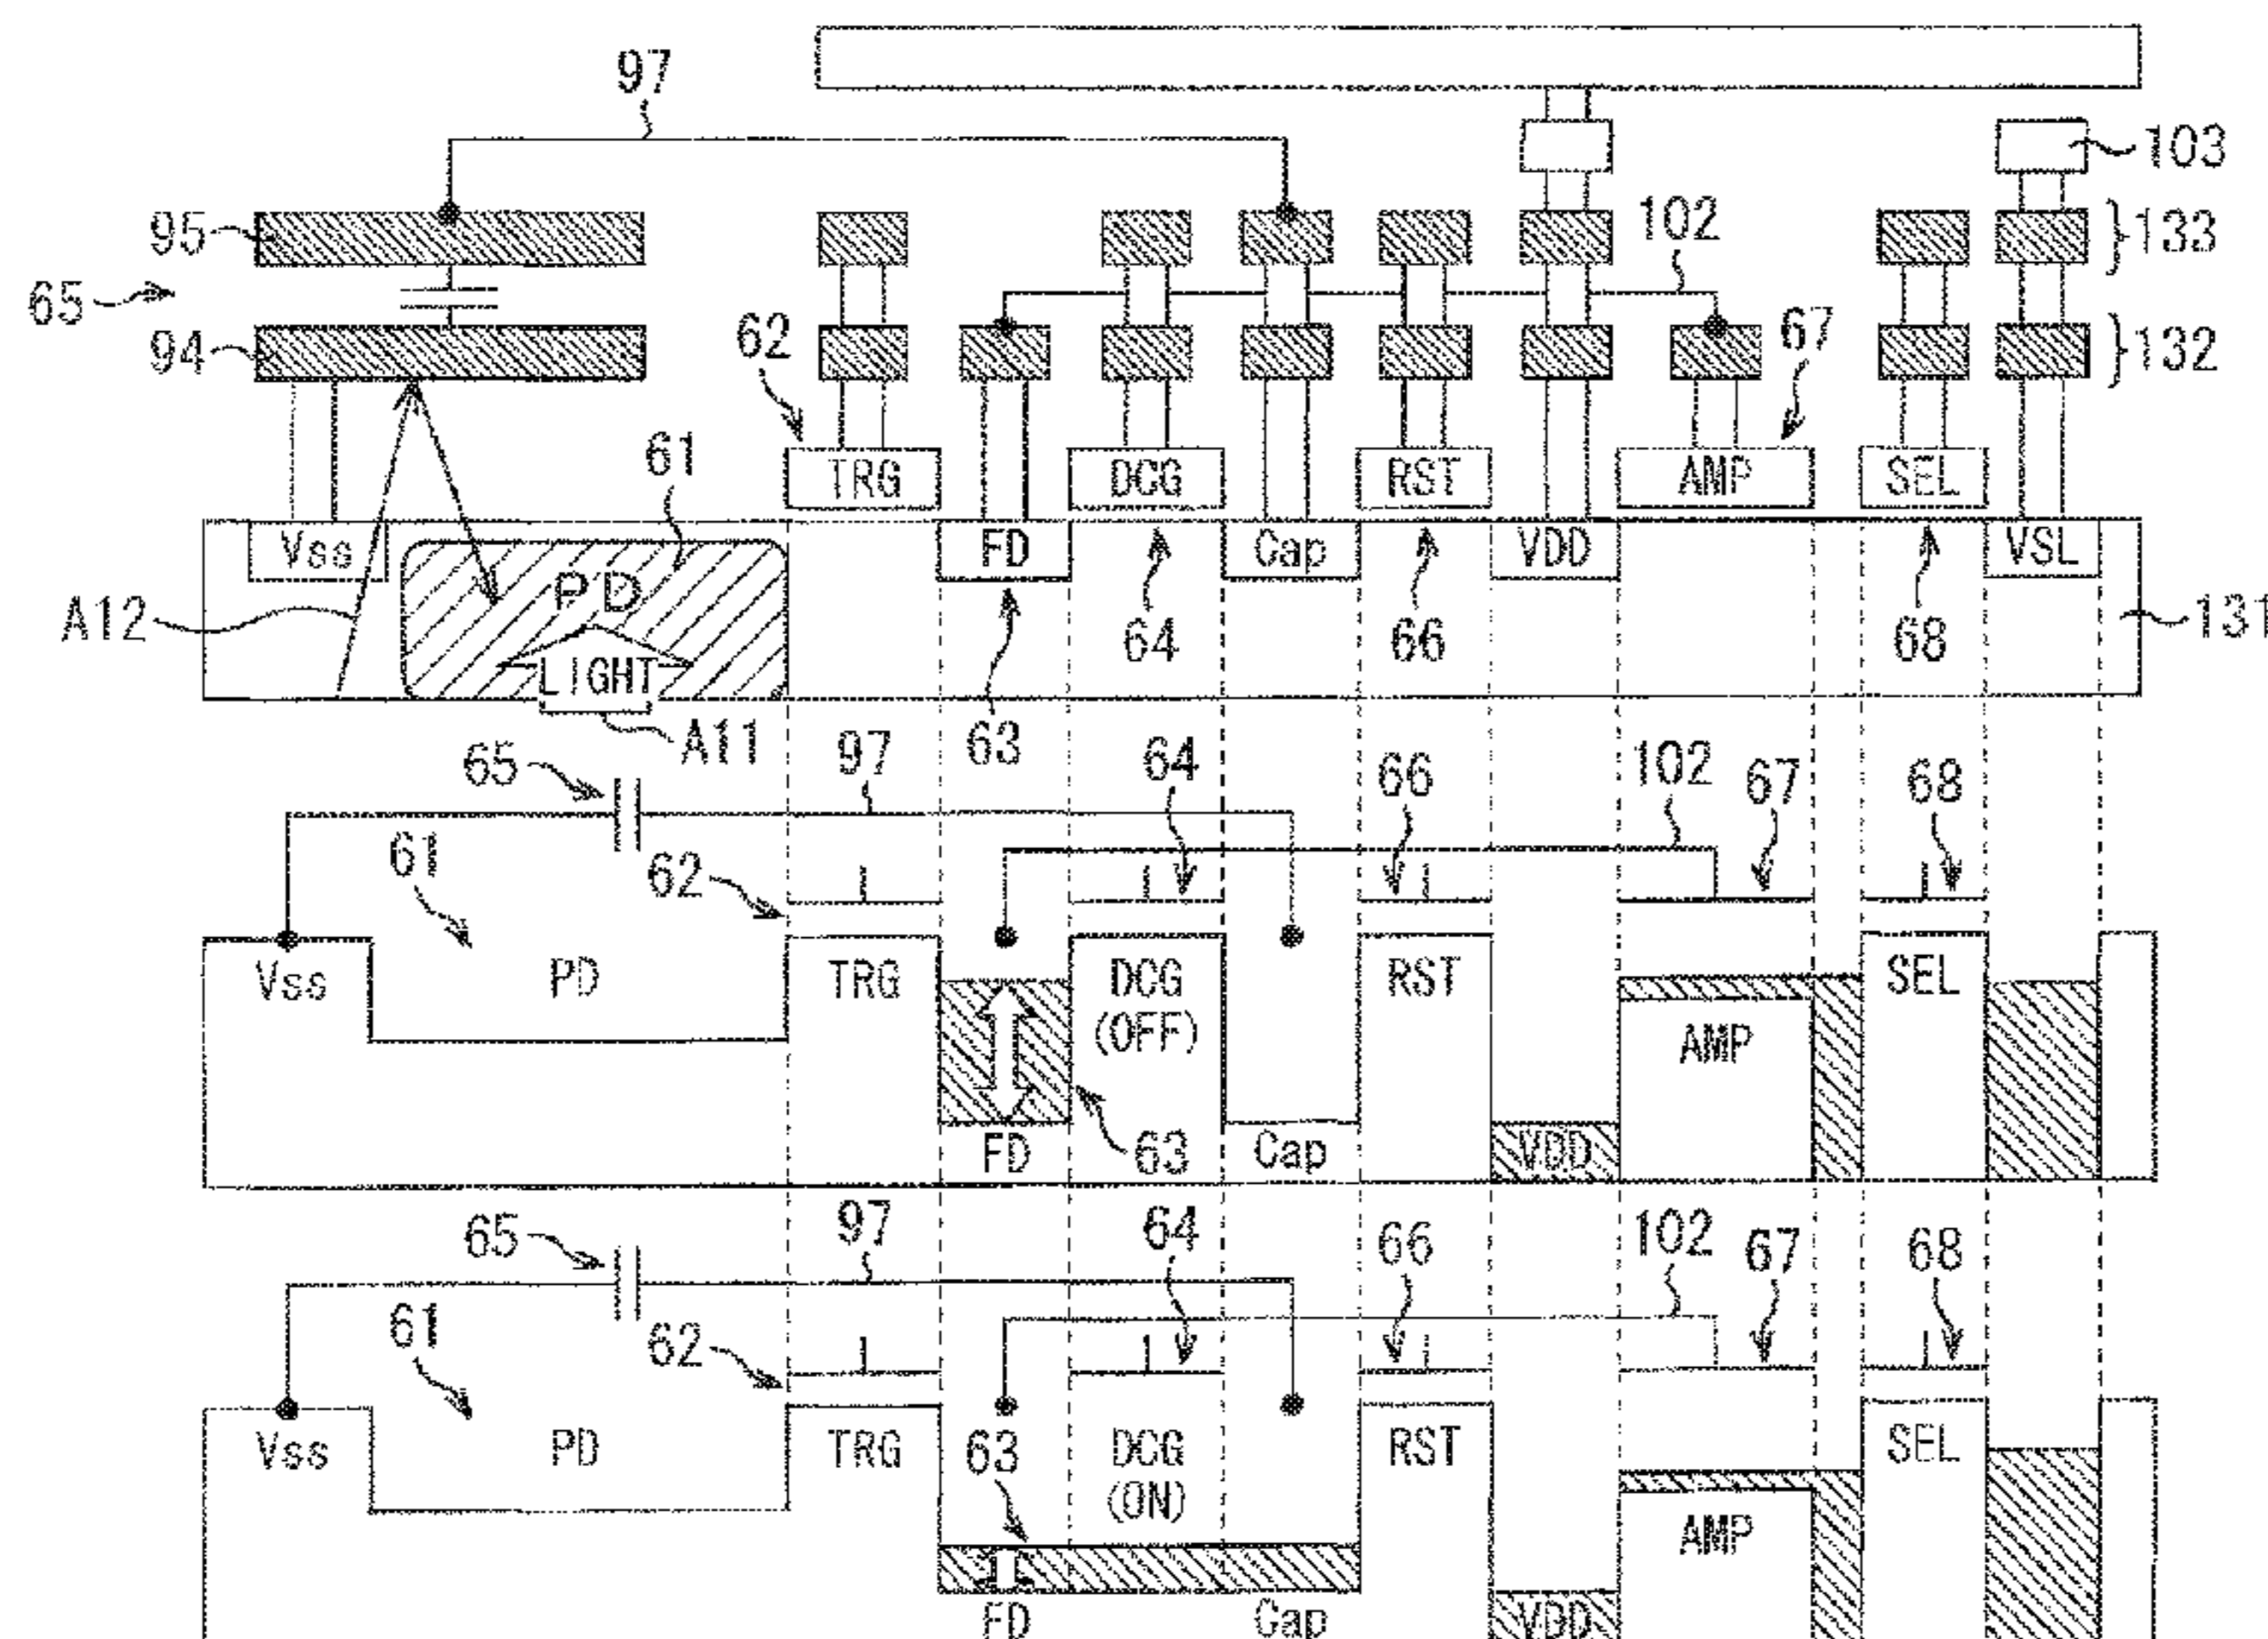 97
103
95
102
133
65
94
62
67
132
61
TRG
DCG
RST
AMP
SEL
Vss
FD
Cap
VDD
VSL
PD
A12
64
66
68
131
LIGHT
A11
63
65
97
64
66
102
67
68
61
62
Vss
PD
TRG
DCG
(OFF)
RST
SEL
AMP
FD
63
Cap
VDD
65
97
64
66
102
67
68
61
62
Vss
PD
TRG
63
DCG
(ON)
RST
SEL
AMP
FD
Cap
VDD